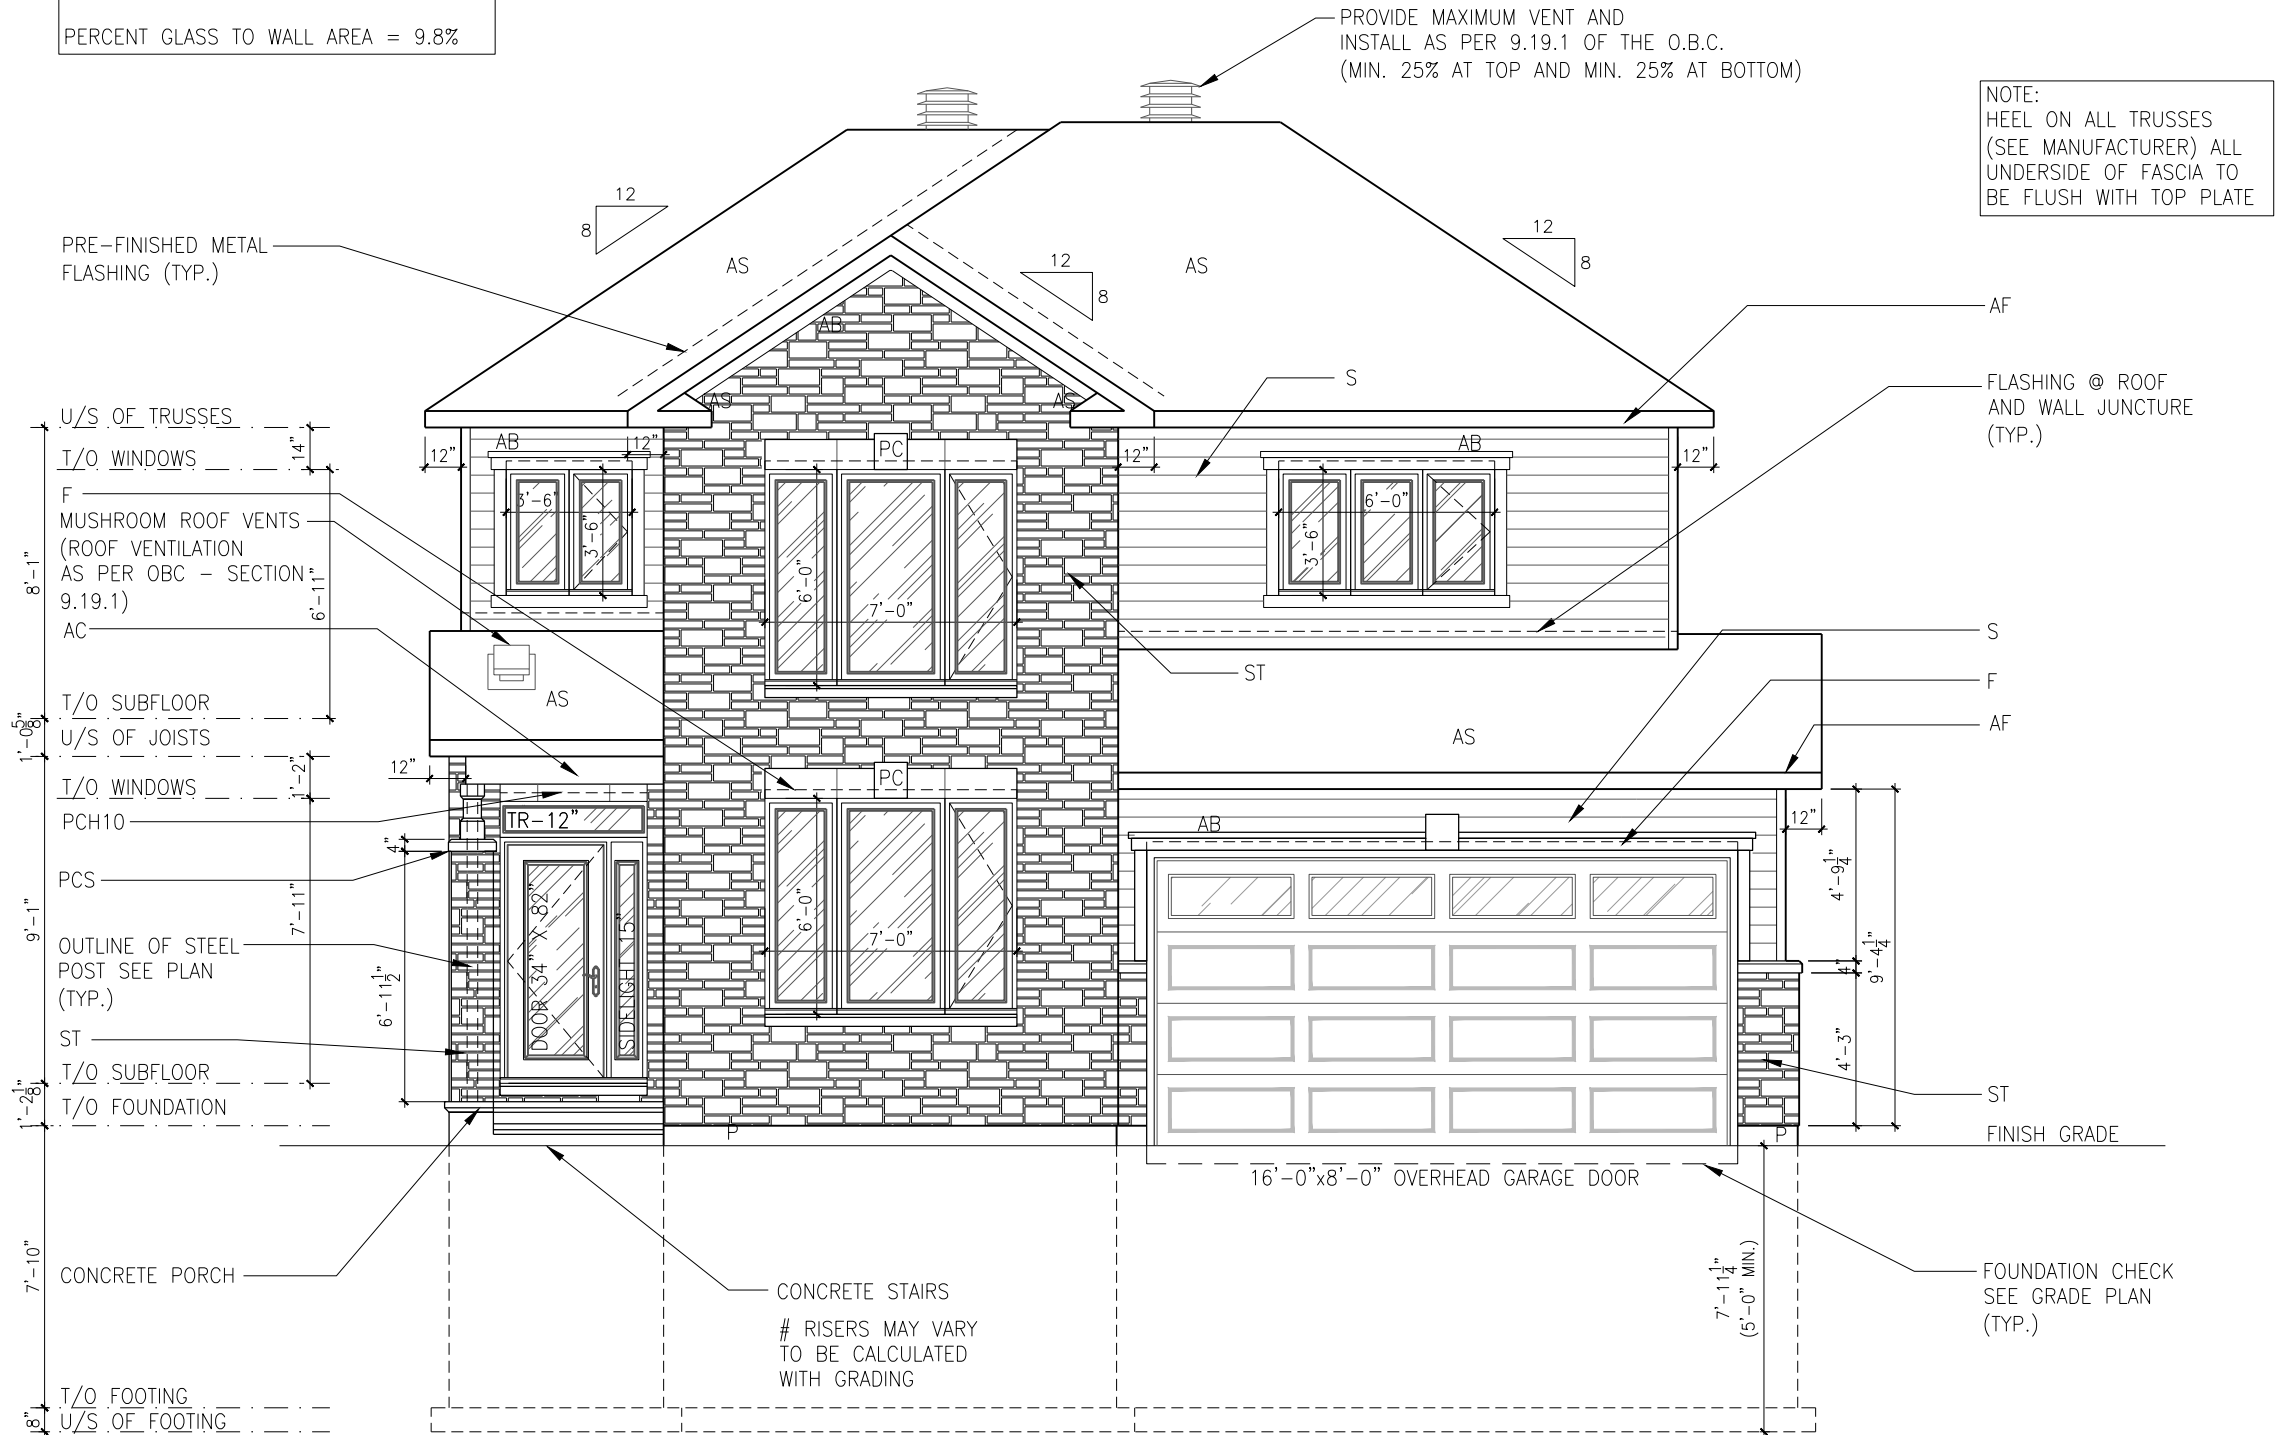 PERCENT GLASS TO WALL AREA = 9.8%
PROVIDE MAXIMUM VENT AND
INSTALL AS PER 9.19.1 OF THE O.B.C.
(MIN. 25% AT TOP AND MIN. 25% AT BOTTOM)
NOTE:
HEEL ON ALL TRUSSES
(SEE MANUFACTURER) ALL
UNDERSIDE OF FASCIA TO
BE FLUSH WITH TOP PLATE
12
8
12
8
12
8
PRE-FINISHED METAL
FLASHING (TYP.)
AS
AS
AB
AS
AS
AF
S
FLASHING @ ROOF
AND WALL JUNCTURE
(TYP.)
U/S OF TRUSSES
14"
T/O WINDOWS
F
MUSHROOM ROOF VENTS
(ROOF VENTILATION
AS PER OBC - SECTION
9.19.1)
AC
8'-1"
6'-11"
12"
AB
12"
PC
12"
AB
12"
3'-6"
3'-6"
6'-0"
7'-0"
6'-0"
3'-6"
ST
S
F
AF
AS
AS
T/O SUBFLOOR
1'-0 5/8"
U/S OF JOISTS
T/O WINDOWS
1'-2"
12"
PC
PCH10
TR-12"
AB
12"
4"
PCS
9'-1"
7'-11"
6'-11 1/2"
DOOR 34" X 82"
SIDELIGHT 15"
6'-0"
7'-0"
4'-9 1/4"
4"
9'-4 1/4"
4'-3"
OUTLINE OF STEEL
POST SEE PLAN
(TYP.)
ST
T/O SUBFLOOR
1'-2 1/8"
T/O FOUNDATION
ST
P
P
FINISH GRADE
16'-0"x8'-0" OVERHEAD GARAGE DOOR
7'-10"
CONCRETE PORCH
CONCRETE STAIRS
# RISERS MAY VARY
TO BE CALCULATED
WITH GRADING
7'-11 1/4"
(5'-0" MIN.)
FOUNDATION CHECK
SEE GRADE PLAN
(TYP.)
T/O FOOTING
8"
U/S OF FOOTING